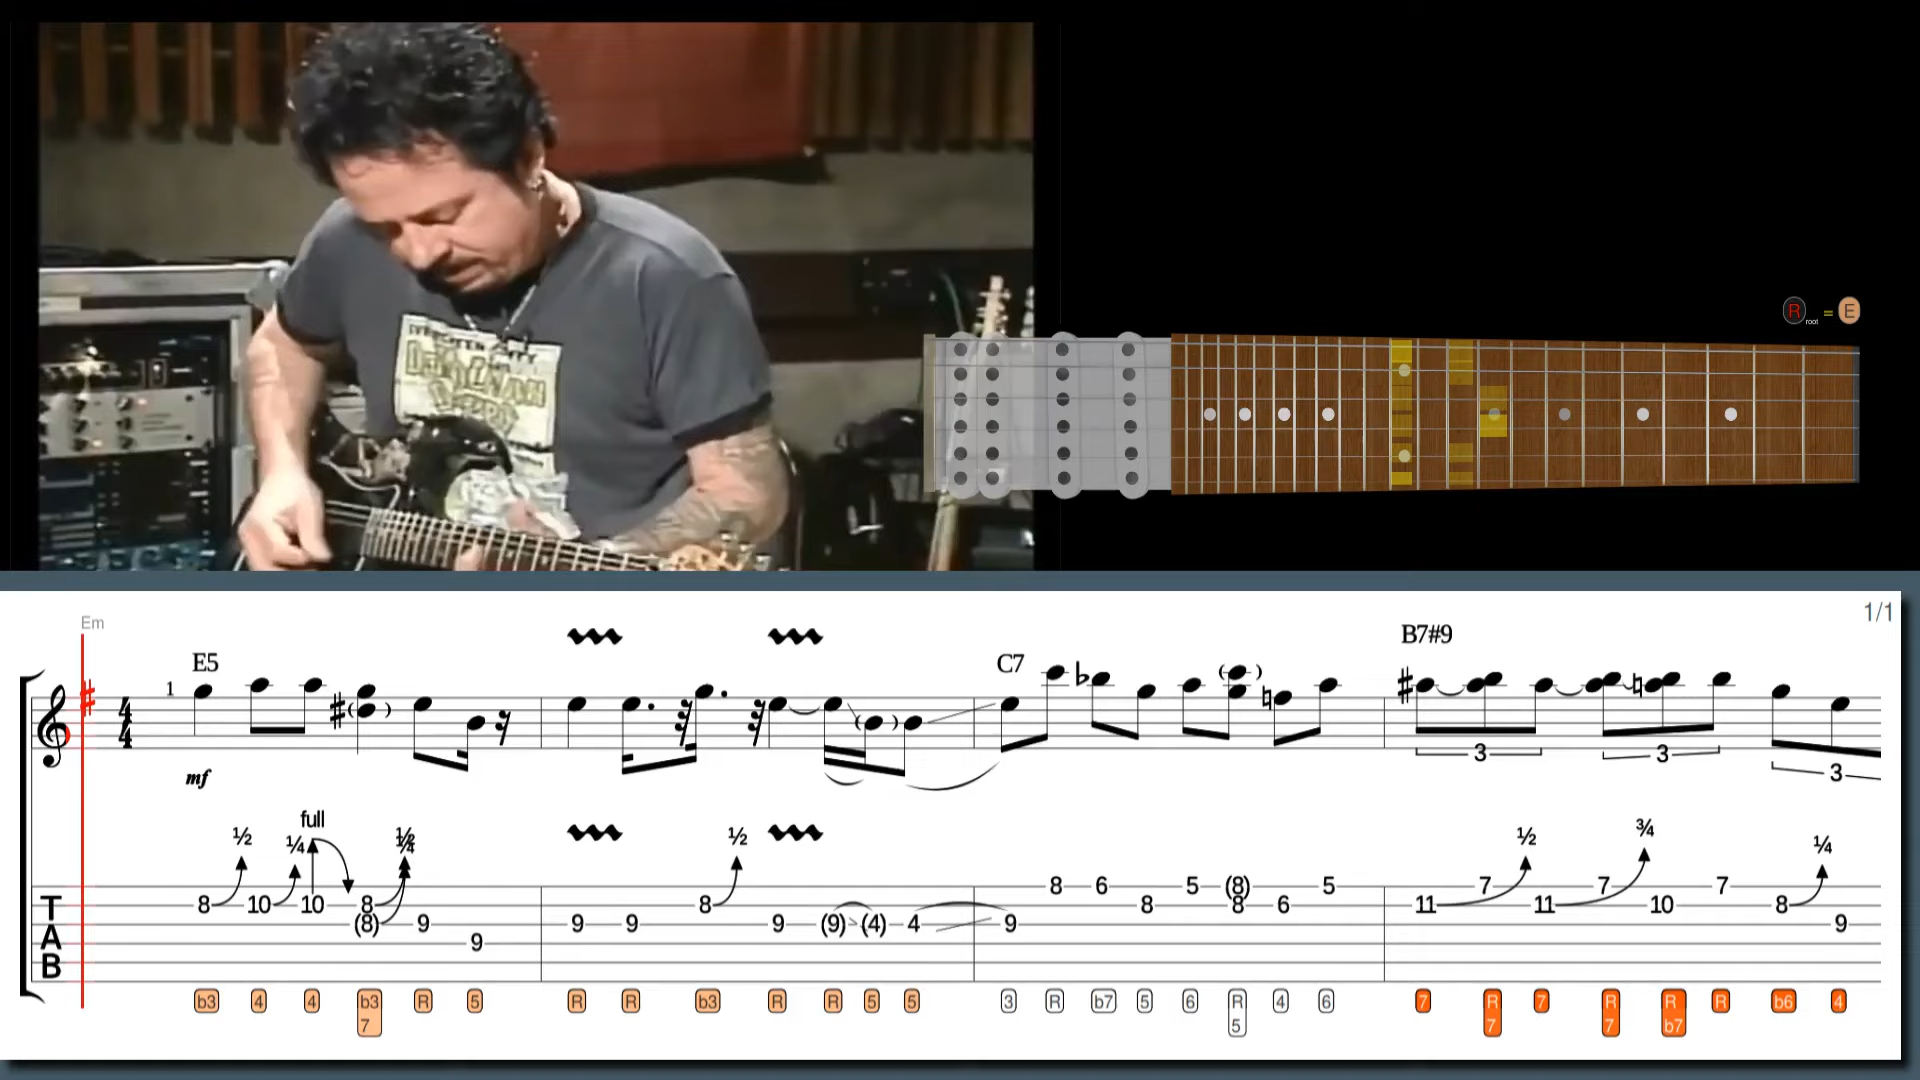 R root = E
1/1
Em
E5 C7 B7#9
1
4 4
3 3 3
mf
full
½ ¼ ½ ½ ¾ ¼
8 6 5 (8) 5 7 7 7
T 8 10 10 8 8 8 8 6 11 11 10 8
A (8) 9 9 9 9 (9) (4) 4 9 9
9
B
b3 4 4 b3 R 5 R R b3 R R 5 5 3 R b7 5 6 R 4 6 7 R 7 R R R b6 4
7 5 7 7 b7